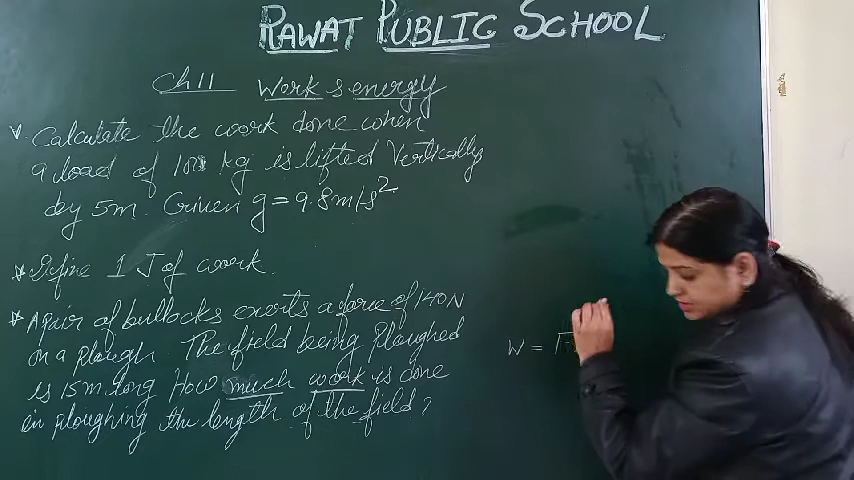 RAWAT PUBLIC SCHOOL
Ch 11 Work & energy
Calculate the work done when
a load of 100 kg is lifted Vertically
by 5m. Given g = 9.8m/s²
Define 1 J of work.
A pair of bullocks exerts a force of 140 N
on a plough. The field being ploughed
is 15m long How much work is done
in ploughing the length of the field?
W =